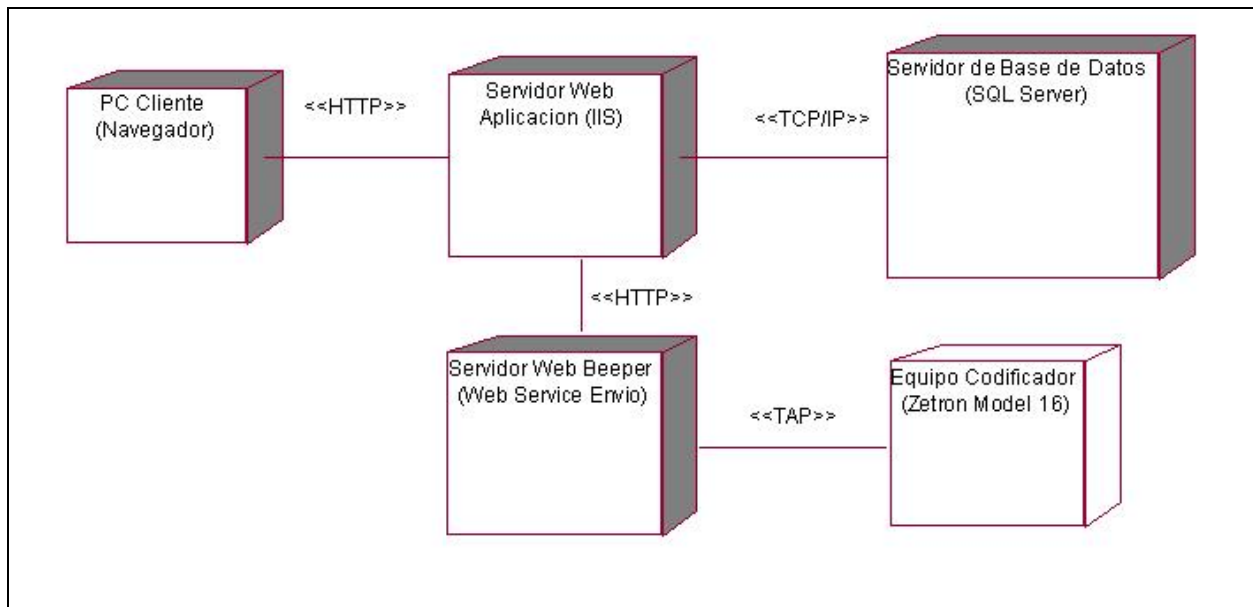 PC Cliente
(Navegador)
<<HTTP>>
Servidor Web
Aplicacion (IIS)
<<TCP/IP>>
Servidor de Base de Datos
(SQL Server)
<<HTTP>>
Servidor Web Beeper
(Web Service Envio)
<<TAP>>
Equipo Codificador
(Zetron Model 16)